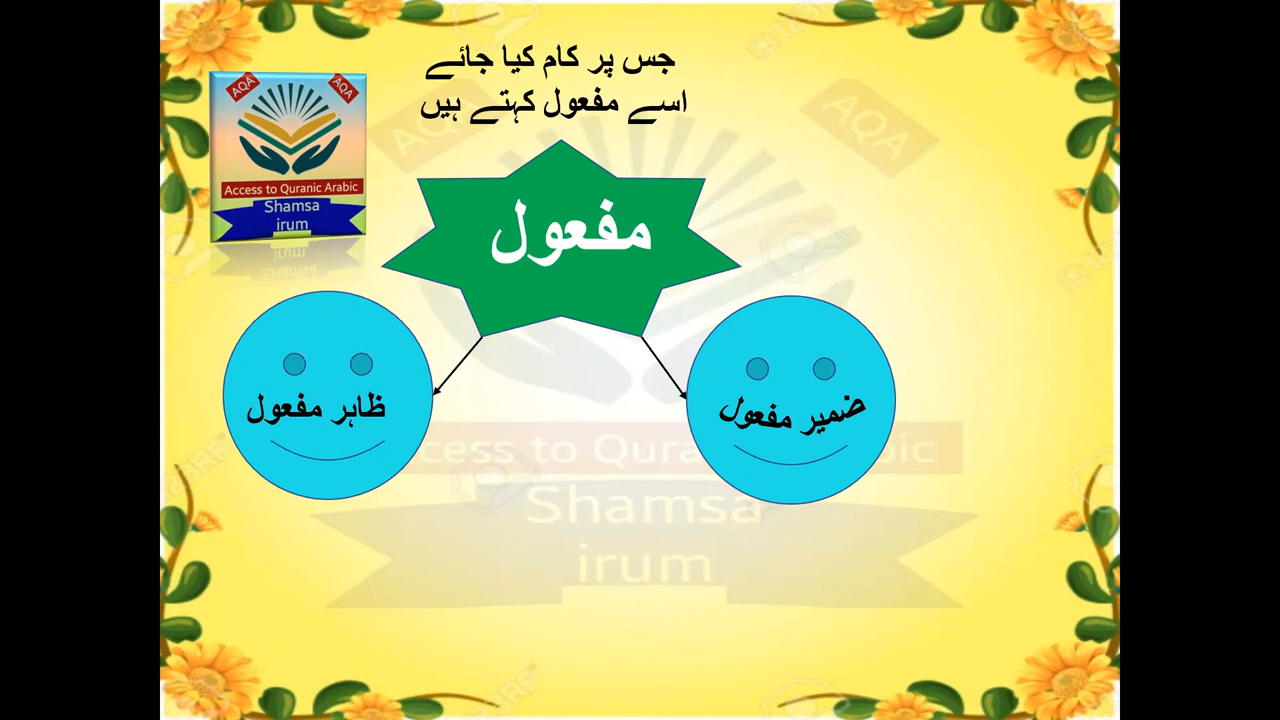 جس پر کام کیا جائے
اسے مفعول کہتے ہیں
AQA
AQA
Access to Quranic Arabic
Shamsa
irum
مفعول
ضمیر مفعول
ظاہر مفعول